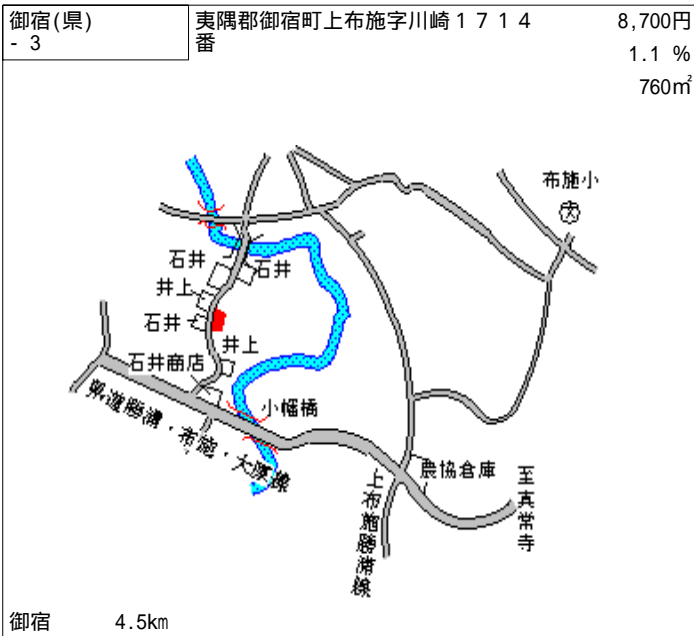 御宿(県)
- 3
夷隅郡御宿町上布施字川崎１７１４
番
8,700円
1.1 %
760㎡
布施小
文
石井
石井
井上
石井
井上
石井商店
小幡橋
県道勝浦・布施・大原線
農協倉庫
上布施勝浦線
至真常寺
御宿 4.5km